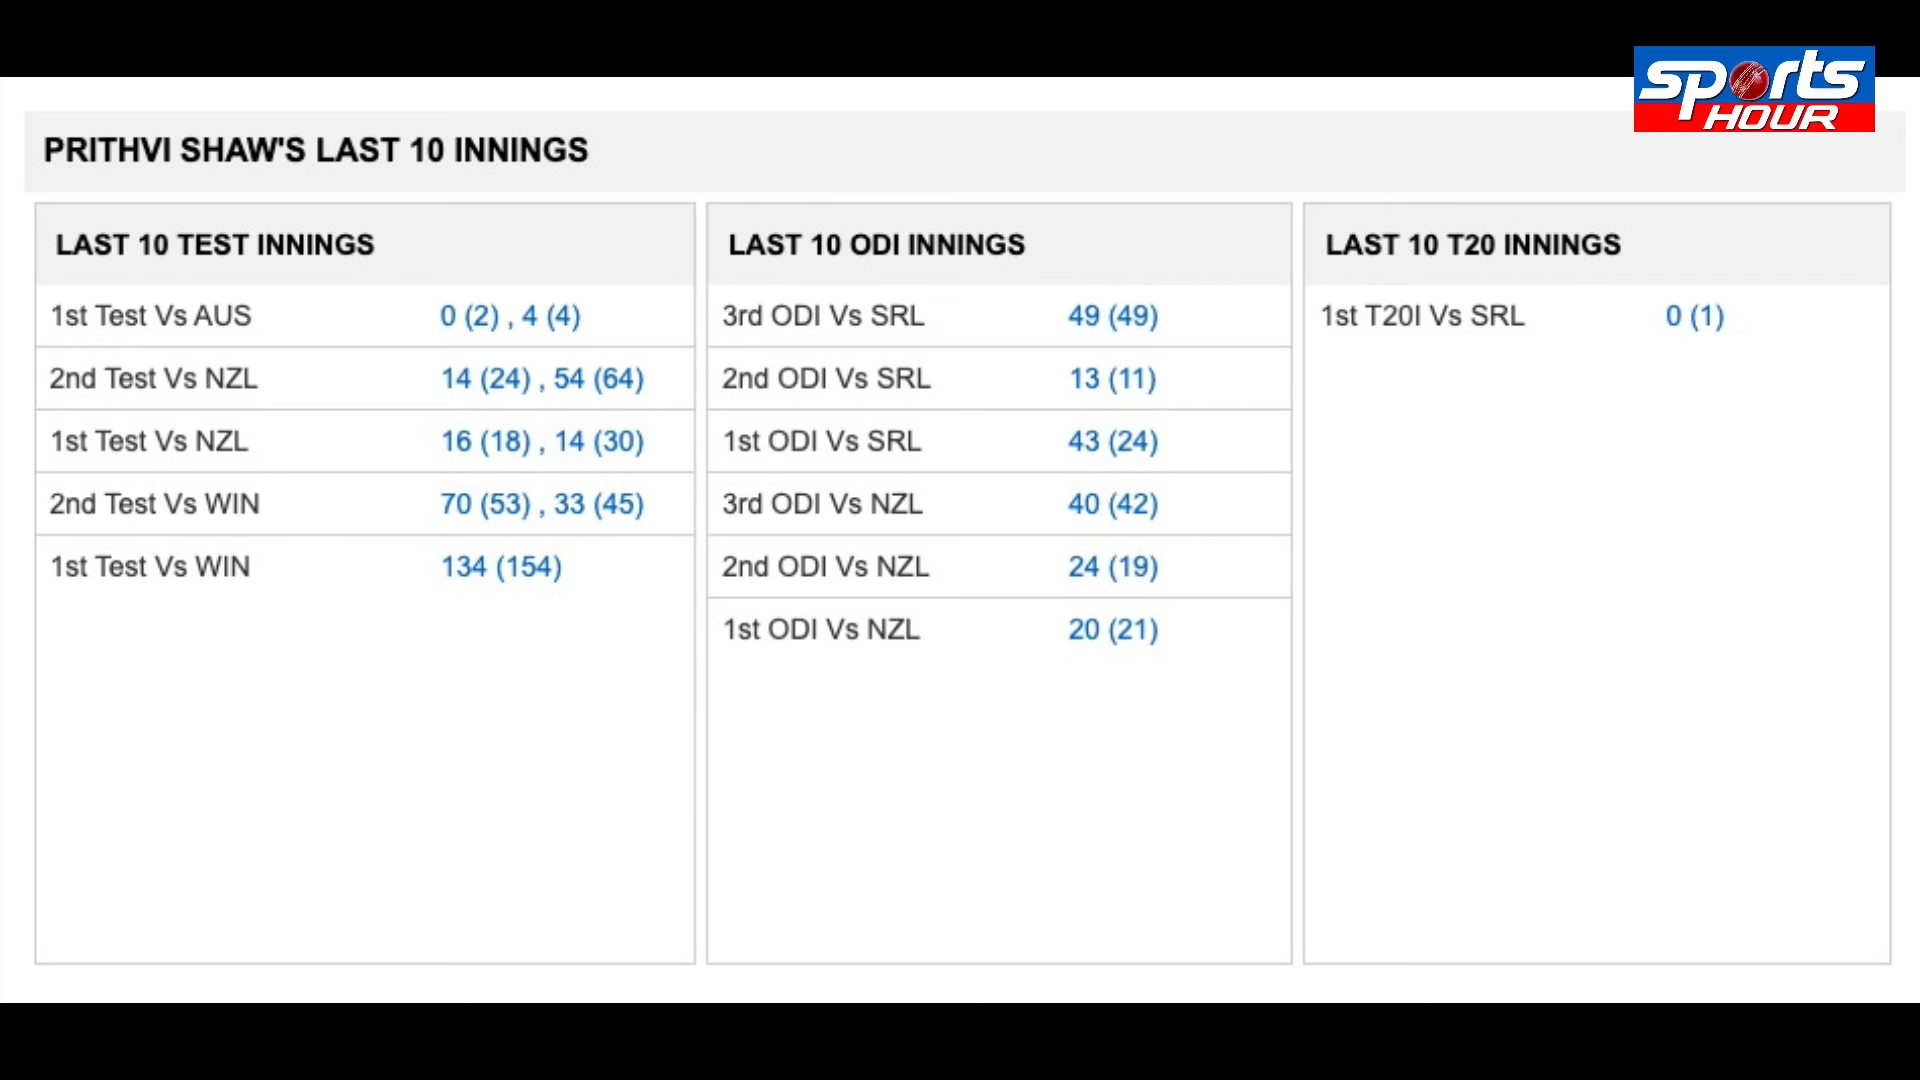 sports
HOUR
PRITHVI SHAW'S LAST 10 INNINGS
LAST 10 TEST INNINGS
1st Test Vs AUS 0 (2) , 4 (4)
2nd Test Vs NZL 14 (24) , 54 (64)
1st Test Vs NZL 16 (18) , 14 (30)
2nd Test Vs WIN 70 (53) , 33 (45)
1st Test Vs WIN 134 (154)
LAST 10 ODI INNINGS
3rd ODI Vs SRL 49 (49)
2nd ODI Vs SRL 13 (11)
1st ODI Vs SRL 43 (24)
3rd ODI Vs NZL 40 (42)
2nd ODI Vs NZL 24 (19)
1st ODI Vs NZL 20 (21)
LAST 10 T20 INNINGS
1st T20I Vs SRL 0 (1)